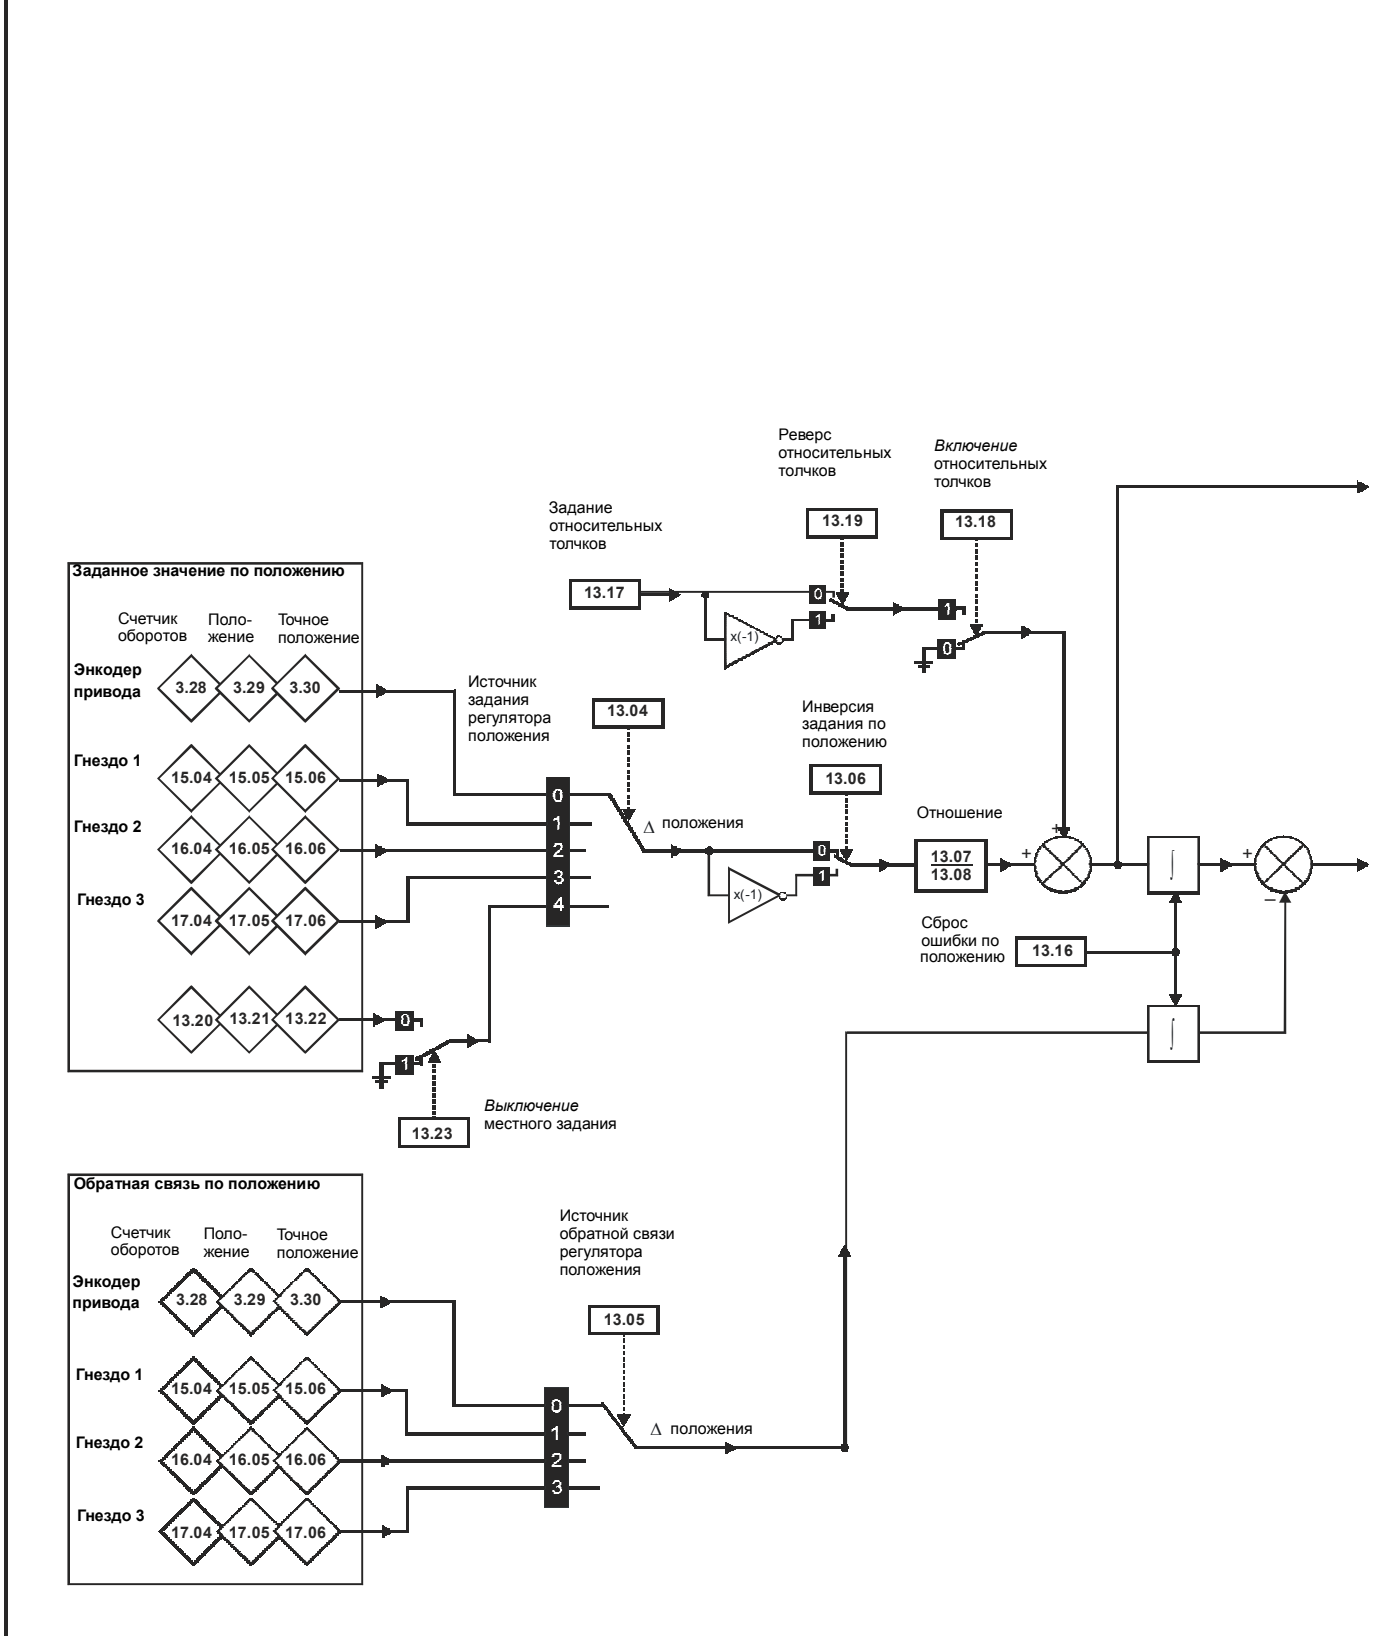 Реверс
относительных
толчков
Включение
относительных
толчков
Задание
относительных
толчков
13.19
13.18
13.17
0
1
x(-1)
1
0
Заданное значение по положению
Счетчик
оборотов
Поло-
жение
Точное
положение
Энкодер
привода
3.28
3.29
3.30
Гнездо 1
15.04
15.05
15.06
Гнездо 2
16.04
16.05
16.06
Гнездо 3
17.04
17.05
17.06
13.20
13.21
13.22
0
1
13.23
Выключение
местного задания
Источник
задания
регулятора
положения
13.04
0
1
2
3
4
Δ положения
x(-1)
Инверсия
задания по
положению
13.06
0
1
Отношение
13.07
13.08
+
+
∫
+
−
Сброс
ошибки по
положению
13.16
∫
Обратная связь по положению
Счетчик
оборотов
Поло-
жение
Точное
положение
Энкодер
привода
3.28
3.29
3.30
Гнездо 1
15.04
15.05
15.06
Гнездо 2
16.04
16.05
16.06
Гнездо 3
17.04
17.05
17.06
Источник
обратной связи
регулятора
положения
13.05
0
1
2
3
Δ положения